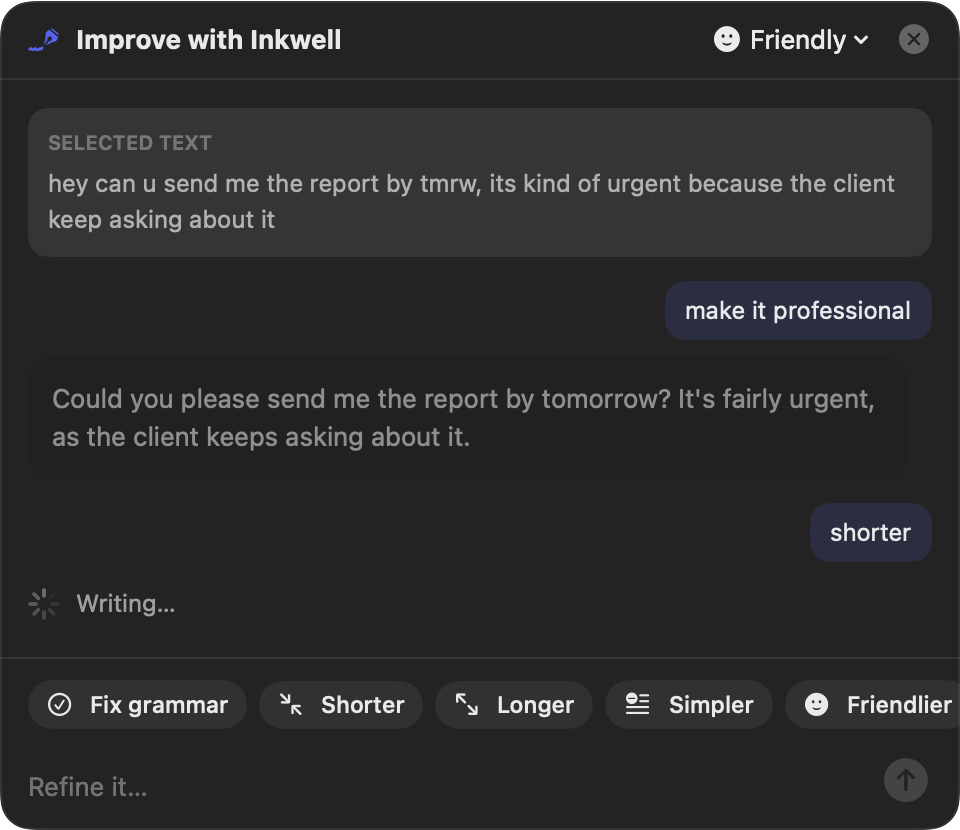 Improve with Inkwell
Friendly
SELECTED TEXT
hey can u send me the report by tmrw, its kind of urgent because the client
keep asking about it
make it professional
Could you please send me the report by tomorrow? It's fairly urgent,
as the client keeps asking about it.
shorter
Writing...
Fix grammar
Shorter
Longer
Simpler
Friendlier
Refine it...